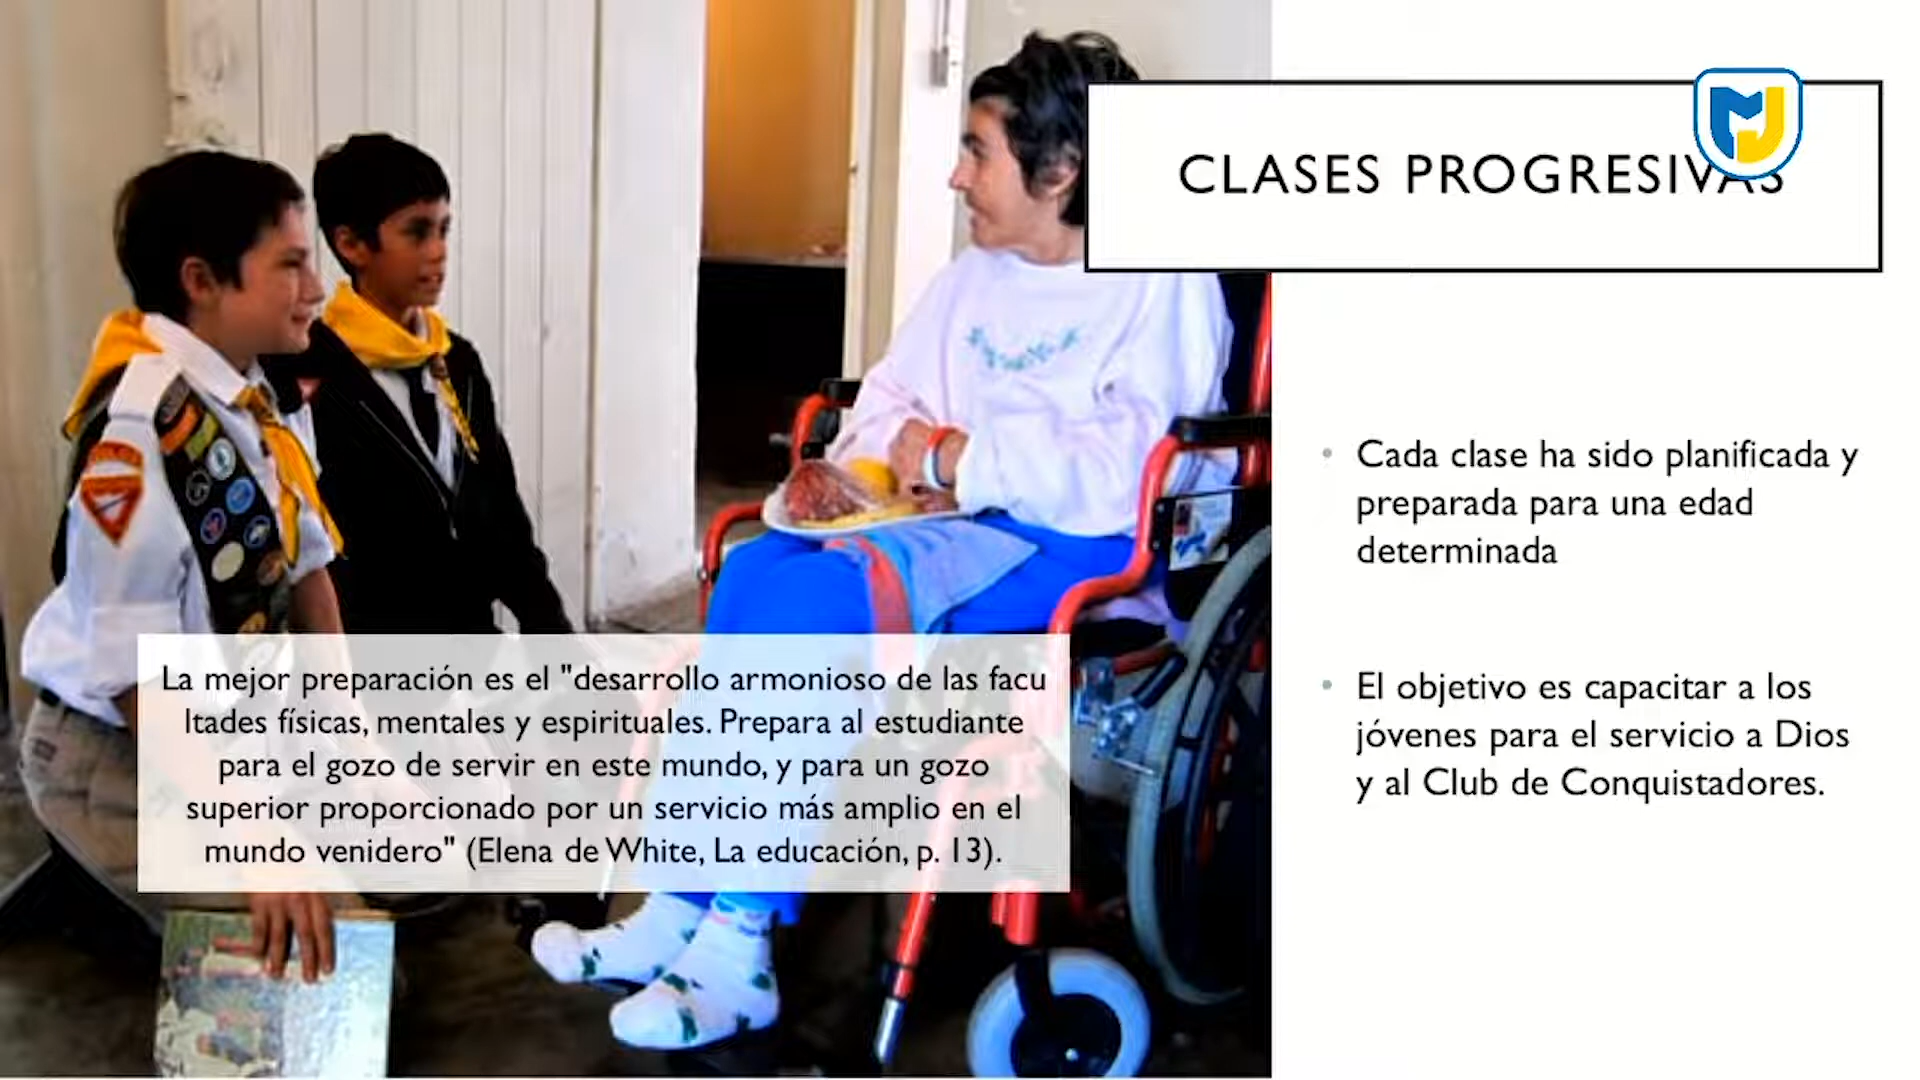 CLASES PROGRESIVAS
Cada clase ha sido planificada y
preparada para una edad
determinada
El objetivo es capacitar a los
jóvenes para el servicio a Dios
y al Club de Conquistadores.
La mejor preparación es el "desarrollo armonioso de las facu
ltades físicas, mentales y espirituales. Prepara al estudiante
para el gozo de servir en este mundo, y para un gozo
superior proporcionado por un servicio más amplio en el
mundo venidero" (Elena de White, La educación, p. 13).